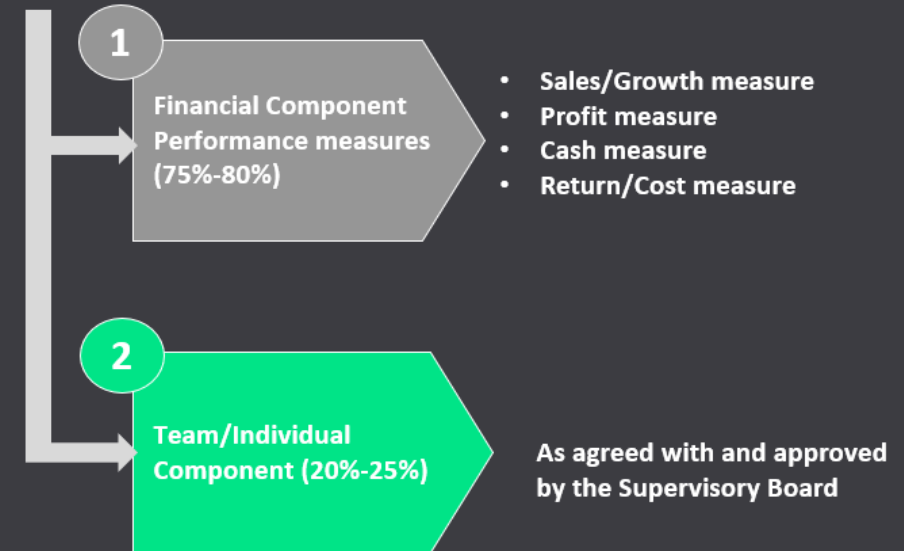 1
Financial Component
Performance measures
(75%-80%)
• Sales/Growth measure
• Profit measure
• Cash measure
• Return/Cost measure
2
Team/Individual
Component (20%-25%)
As agreed with and approved
by the Supervisory Board